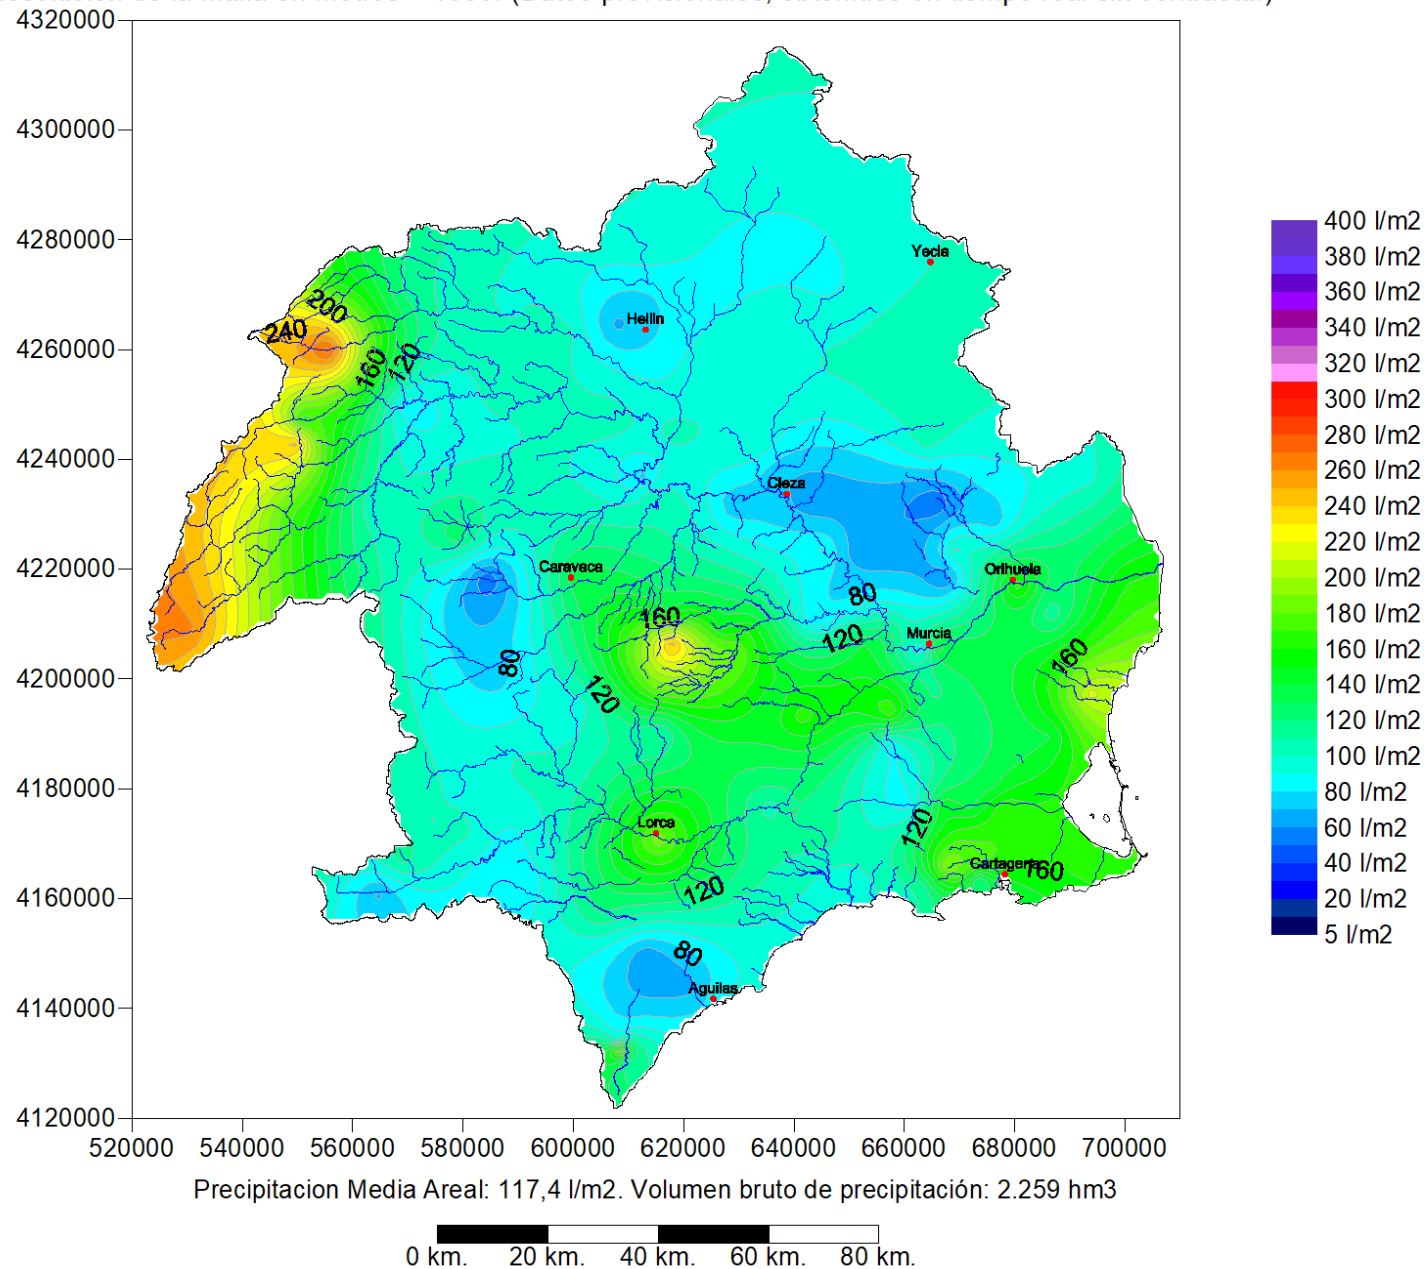 4320000
4300000
4280000
4260000
4240000
4220000
4200000
4180000
4160000
4140000
4120000
520000 540000 560000 580000 600000 620000 640000 660000 680000 700000
Yecla
Hellin
200
240
160
120
Cieza
Caravaca
Orihuela
80
160
120
Murcia
160
80
120
Lorca
120
Cartagena
160
120
80
Aguilas
400 l/m2
380 l/m2
360 l/m2
340 l/m2
320 l/m2
300 l/m2
280 l/m2
260 l/m2
240 l/m2
220 l/m2
200 l/m2
180 l/m2
160 l/m2
140 l/m2
120 l/m2
100 l/m2
80 l/m2
60 l/m2
40 l/m2
20 l/m2
5 l/m2
Precipitacion Media Areal: 117,4 l/m2. Volumen bruto de precipitación: 2.259 hm3
0 km. 20 km. 40 km. 60 km. 80 km.